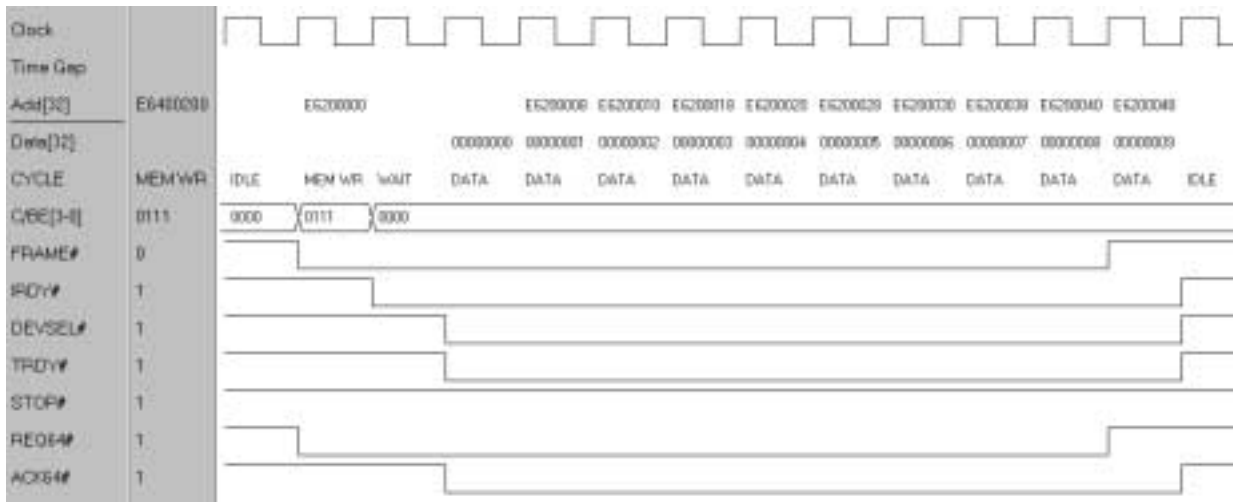 Clock
Time Gap
Add[32] E6400200 E6200000 E6200008 E6200010 E6200018 E6200020 E6200028 E6200030 E6200038 E6200040 E6200048
Data[32] 00000000 00000001 00000002 00000003 00000004 00000005 00000006 00000007 00000008 00000009
CYCLE MEM WR IDLE MEM WR WAIT DATA DATA DATA DATA DATA DATA DATA DATA DATA DATA IDLE
C/BE[3-0] 0111 0000 0111 0000
FRAME# 0
IRDY# 1
DEVSEL# 1
TRDY# 1
STOP# 1
REQ64# 1
ACK64# 1